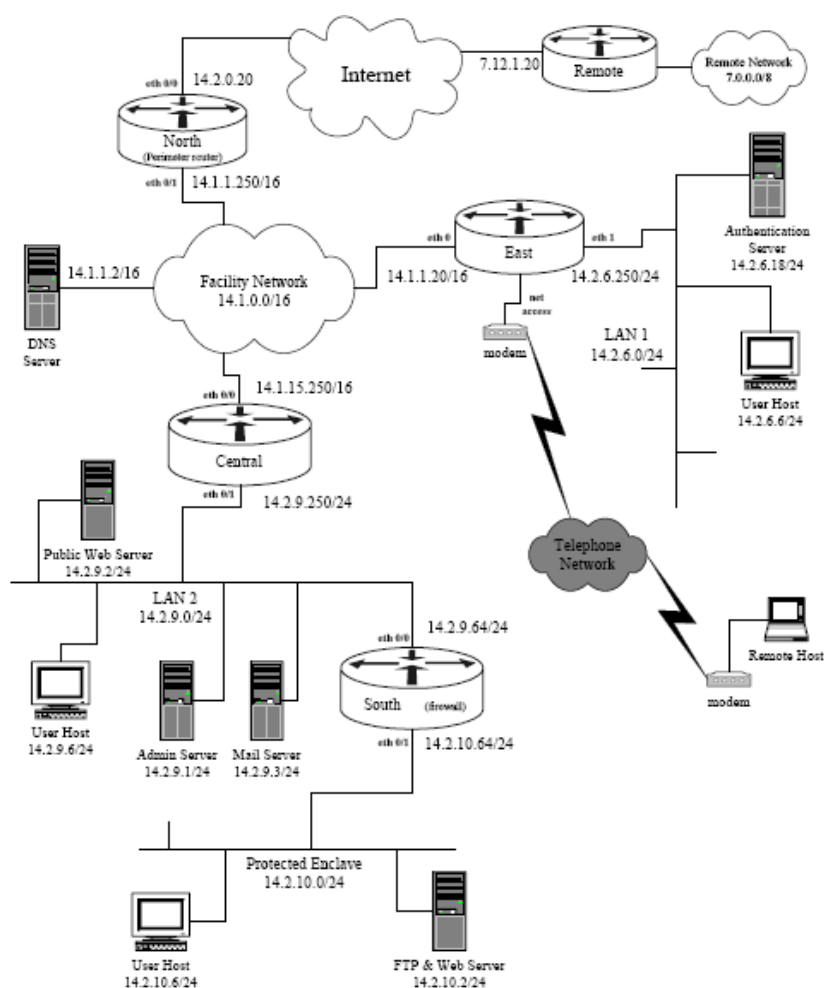 eth 0/0
14.2.0.20
Internet
7.12.1.20
Remote
Remote Network
7.0.0.0/8
North
(Perimeter router)
eth 0/1
14.1.1.250/16
14.1.1.2/16
DNS
Server
Facility Network
14.1.0.0/16
eth 0
14.1.1.20/16
East
eth 1
14.2.6.250/24
net
access
modem
Authentication
Server
14.2.6.18/24
LAN 1
14.2.6.0/24
User Host
14.2.6.6/24
14.1.15.250/16
eth 0/0
Central
eth 0/1
14.2.9.250/24
Public Web Server
14.2.9.2/24
LAN 2
14.2.9.0/24
Telephone
Network
Remote Host
modem
14.2.9.64/24
eth 0/0
South
(firewall)
eth 0/1
14.2.10.64/24
User Host
14.2.9.6/24
Admin Server
14.2.9.1/24
Mail Server
14.2.9.3/24
Protected Enclave
14.2.10.0/24
User Host
14.2.10.6/24
FTP & Web Server
14.2.10.2/24